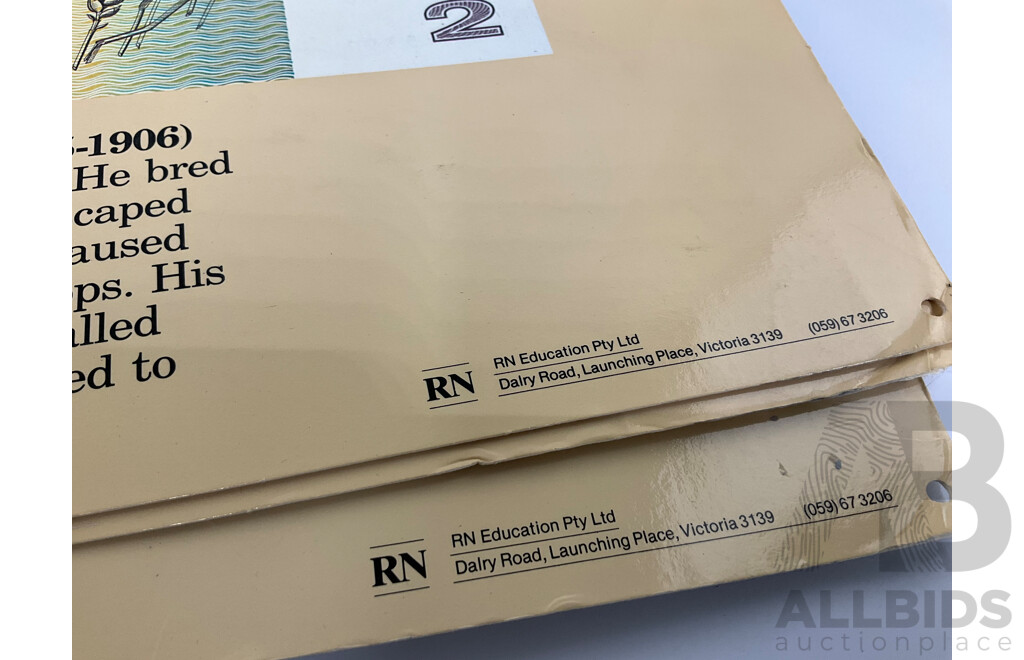 2
-1906)
He bred
caped
aused
ps. His
lled
ed to
RN
RN Education Pty Ltd
Dalry Road, Launching Place, Victoria 3139 (059) 67 3206
RN
RN Education Pty Ltd
Dalry Road, Launching Place, Victoria 3139 (059) 67 3206
AB
ALLBIDS
auctionplace